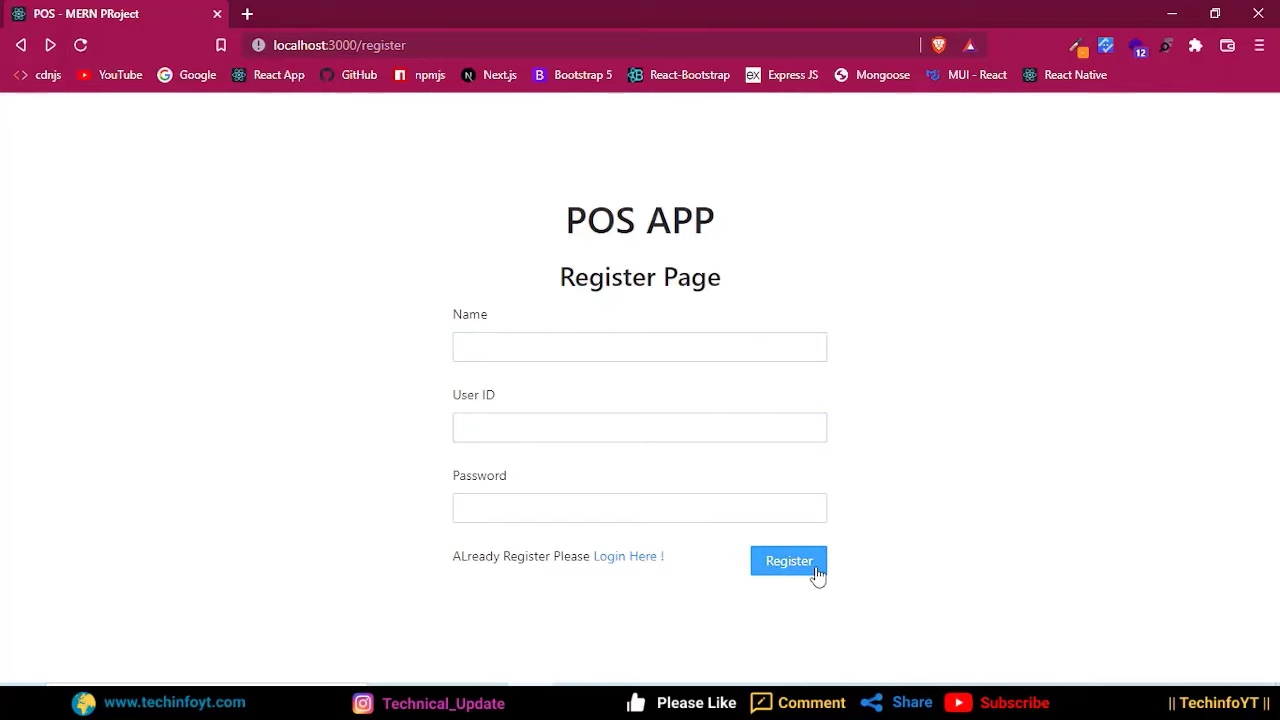 POS - MERN PRoject
localhost:3000/register
12
cdnjs YouTube Google React App GitHub npmjs Next.js Bootstrap 5 React-Bootstrap Express JS Mongoose MUI - React React Native
POS APP
Register Page
Name
User ID
Password
ALready Register Please Login Here !
Register
www.techinfoyt.com Technical_Update Please Like Comment Share Subscribe || TechinfoYT ||